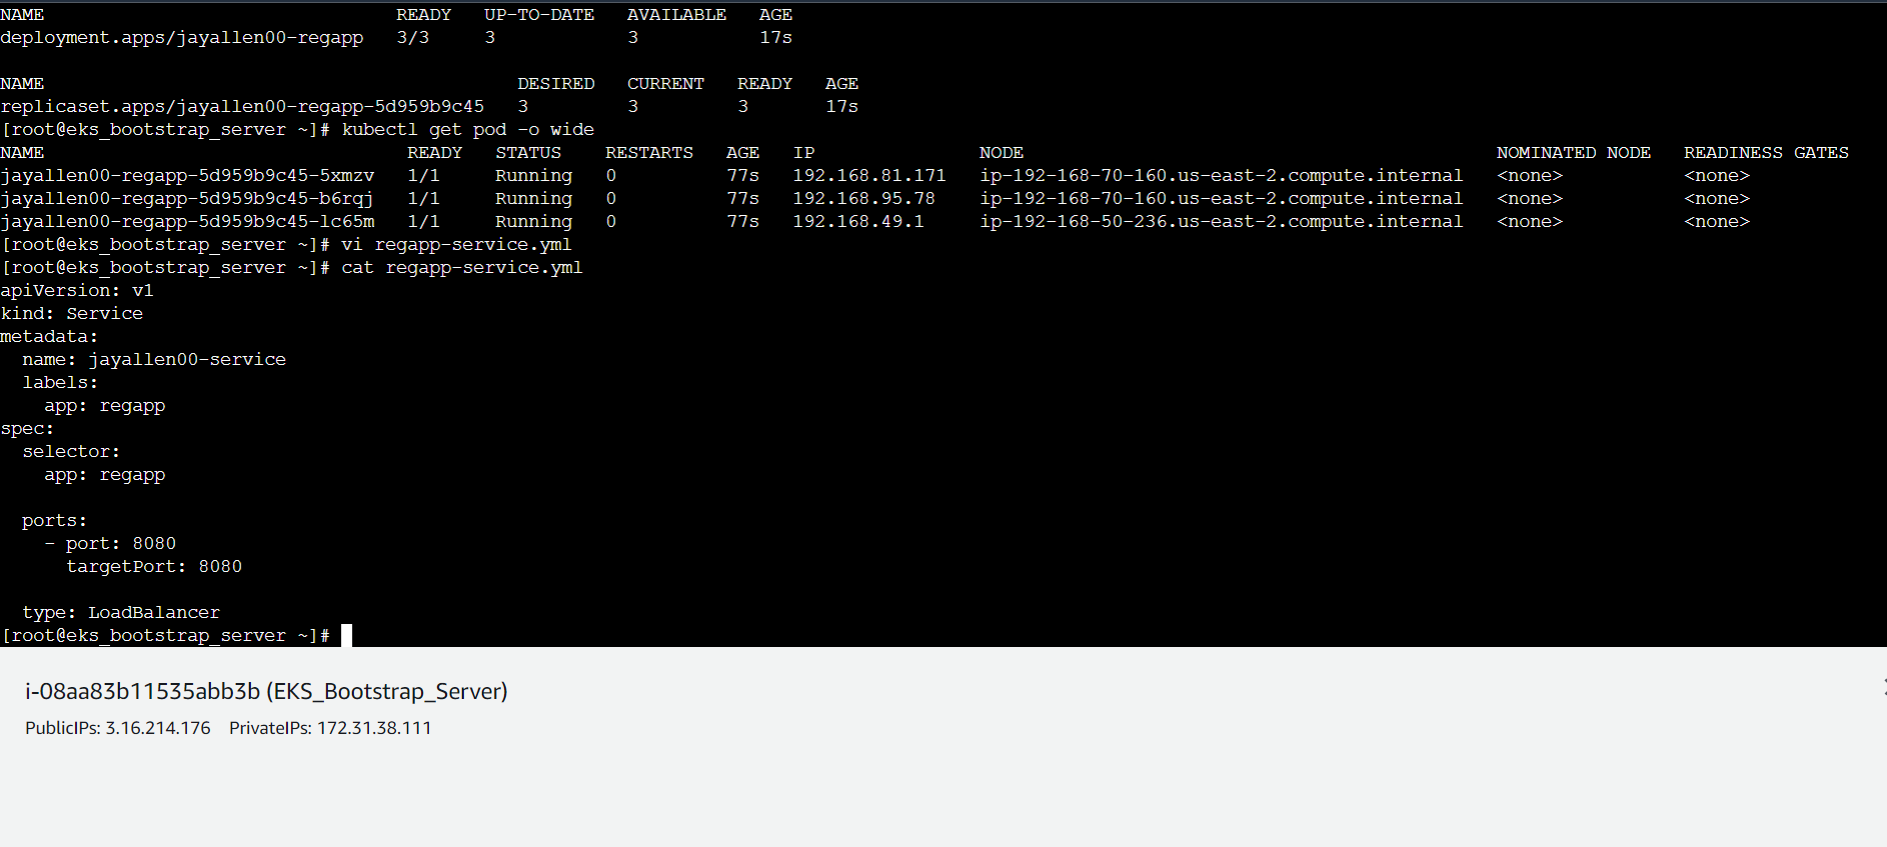 NAME READY UP-TO-DATE AVAILABLE AGE
deployment.apps/jayallen00-regapp 3/3 3 3 17s
NAME DESIRED CURRENT READY AGE
replicaset.apps/jayallen00-regapp-5d959b9c45 3 3 3 17s
[root@eks_bootstrap_server ~]# kubectl get pod -o wide
NAME READY STATUS RESTARTS AGE IP NODE NOMINATED NODE READINESS GATES
jayallen00-regapp-5d959b9c45-5xmzv 1/1 Running 0 77s 192.168.81.171 ip-192-168-70-160.us-east-2.compute.internal <none> <none>
jayallen00-regapp-5d959b9c45-b6rqj 1/1 Running 0 77s 192.168.95.78 ip-192-168-70-160.us-east-2.compute.internal <none> <none>
jayallen00-regapp-5d959b9c45-lc65m 1/1 Running 0 77s 192.168.49.1 ip-192-168-50-236.us-east-2.compute.internal <none> <none>
[root@eks_bootstrap_server ~]# vi regapp-service.yml
[root@eks_bootstrap_server ~]# cat regapp-service.yml
apiVersion: v1
kind: Service
metadata:
  name: jayallen00-service
  labels:
    app: regapp
spec:
  selector:
    app: regapp
  ports:
    - port: 8080
      targetPort: 8080
  type: LoadBalancer
[root@eks_bootstrap_server ~]#
i-08aa83b11535abb3b (EKS_Bootstrap_Server)
PublicIPs: 3.16.214.176 PrivateIPs: 172.31.38.111